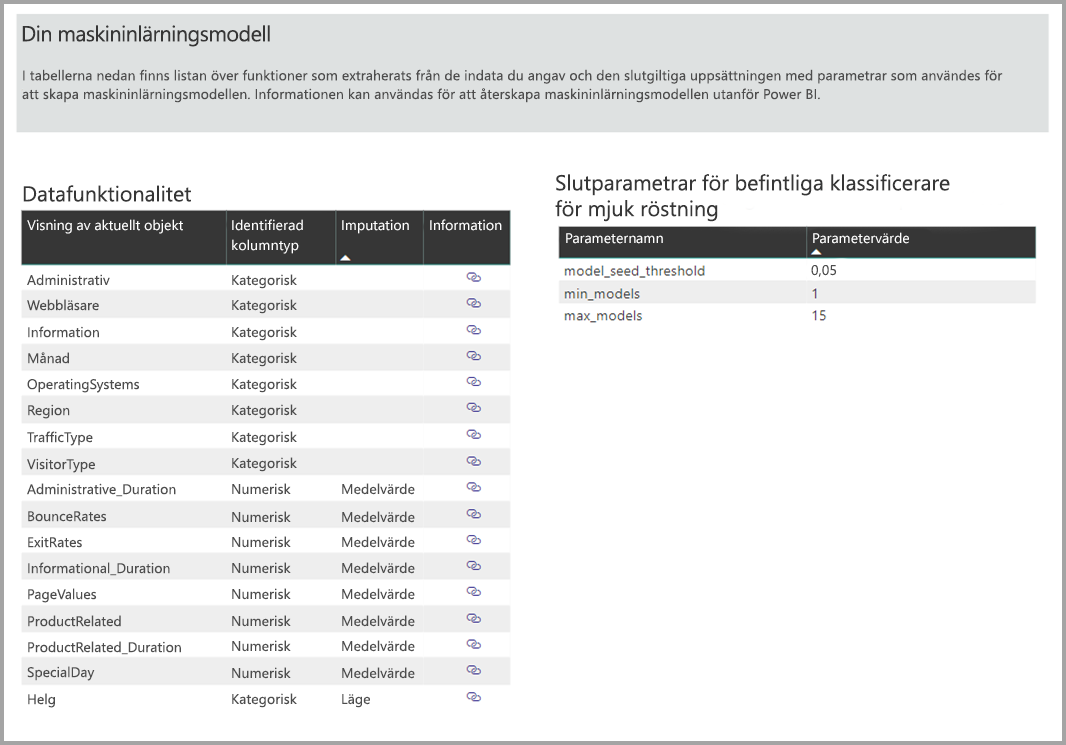 Din maskininlärningsmodell
I tabellerna nedan finns listan över funktioner som extraherats från de indata du angav och den slutgiltiga uppsättningen med parametrar som användes för
att skapa maskininlärningsmodellen. Informationen kan användas för att återskapa maskininlärningsmodellen utanför Power BI.
Datafunktionalitet
Visning av aktuellt objekt Identifierad kolumntyp Imputation Information
Administrativ Kategorisk
Webbläsare Kategorisk
Information Kategorisk
Månad Kategorisk
OperatingSystems Kategorisk
Region Kategorisk
TrafficType Kategorisk
VisitorType Kategorisk
Administrative_Duration Numerisk Medelvärde
BounceRates Numerisk Medelvärde
ExitRates Numerisk Medelvärde
Informational_Duration Numerisk Medelvärde
PageValues Numerisk Medelvärde
ProductRelated Numerisk Medelvärde
ProductRelated_Duration Numerisk Medelvärde
SpecialDay Numerisk Medelvärde
Helg Kategorisk Läge
Slutparametrar för befintliga klassificerare
för mjuk röstning
Parameternamn Parametervärde
model_seed_threshold 0,05
min_models 1
max_models 15